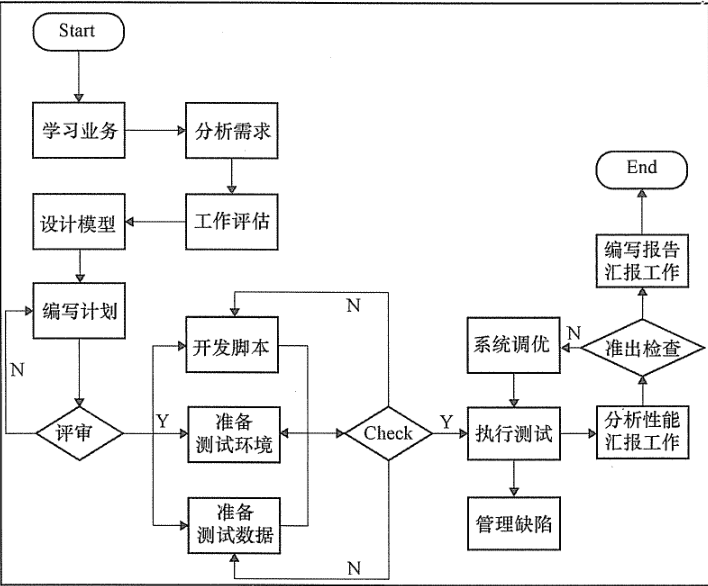 Start
学习业务
分析需求
End
设计模型
工作评估
编写报告
汇报工作
编写计划
N
开发脚本
系统调优
N
准出检查
N
评审
Y
准备
测试环境
Check
Y
执行测试
分析性能
汇报工作
准备
测试数据
管理缺陷
N